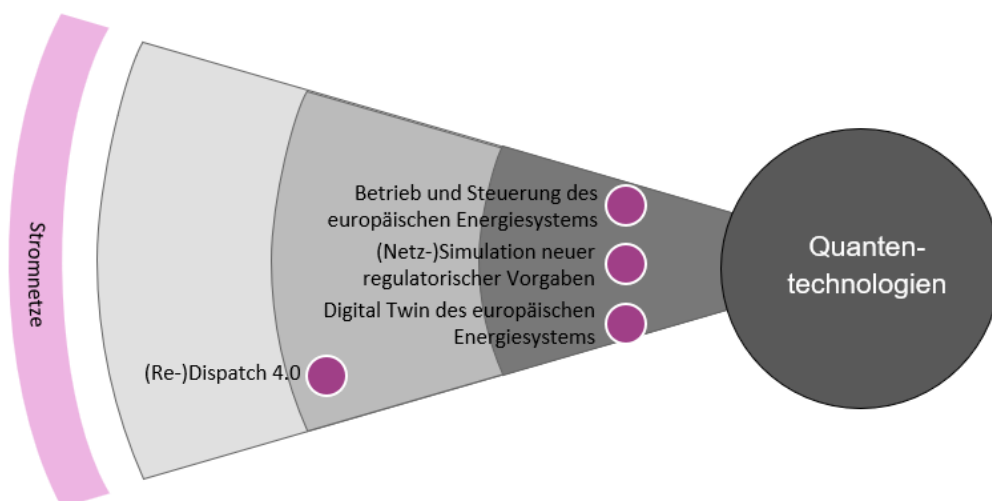 Stromnetze
Betrieb und Steuerung des
europäischen Energiesystems
(Netz-)Simulation neuer
regulatorischer Vorgaben
Digital Twin des europäischen
Energiesystems
(Re-)Dispatch 4.0
Quanten-
technologien